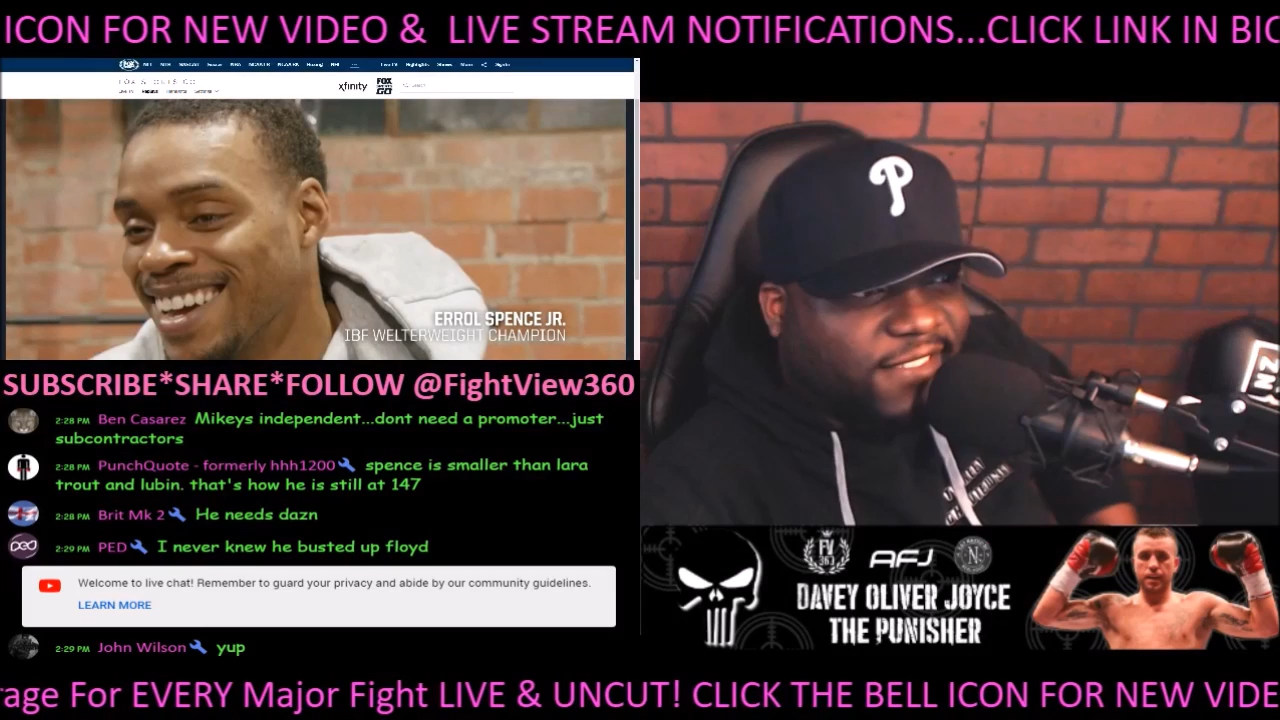 ICON FOR NEW VIDEO & LIVE STREAM NOTIFICATIONS...CLICK LINK IN BIO
xfinity
FOX
SPORTS
GO
Search
P
ERROL SPENCE JR.
IBF WELTERWEIGHT CHAMPION
SUBSCRIBE*SHARE*FOLLOW @FightView360
2:28 PM Ben Casarez Mikeys independent...dont need a promoter...just
subcontractors
2:28 PM PunchQuote - formerly hhh1200 spence is smaller than lara
trout and lubin. that's how he is still at 147
2:28 PM Brit Mk 2 He needs dazn
2:29 PM PED I never knew he busted up floyd
Welcome to live chat! Remember to guard your privacy and abide by our community guidelines.
LEARN MORE
2:29 PM John Wilson yup
FV
AFJ
N
DAVEY OLIVER JOYCE
THE PUNISHER
rage For EVERY Major Fight LIVE & UNCUT! CLICK THE BELL ICON FOR NEW VIDE